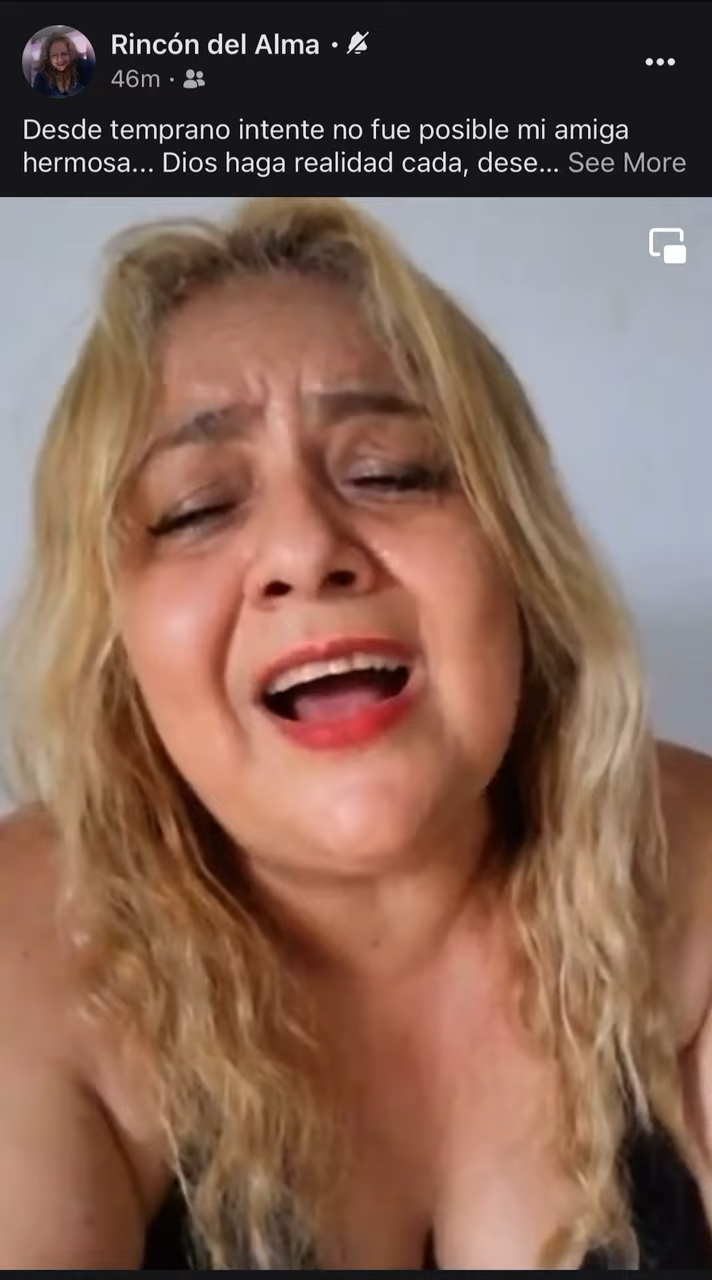 Rincón del Alma
46m
Desde temprano intente no fue posible mi amiga
hermosa... Dios haga realidad cada, dese... See More